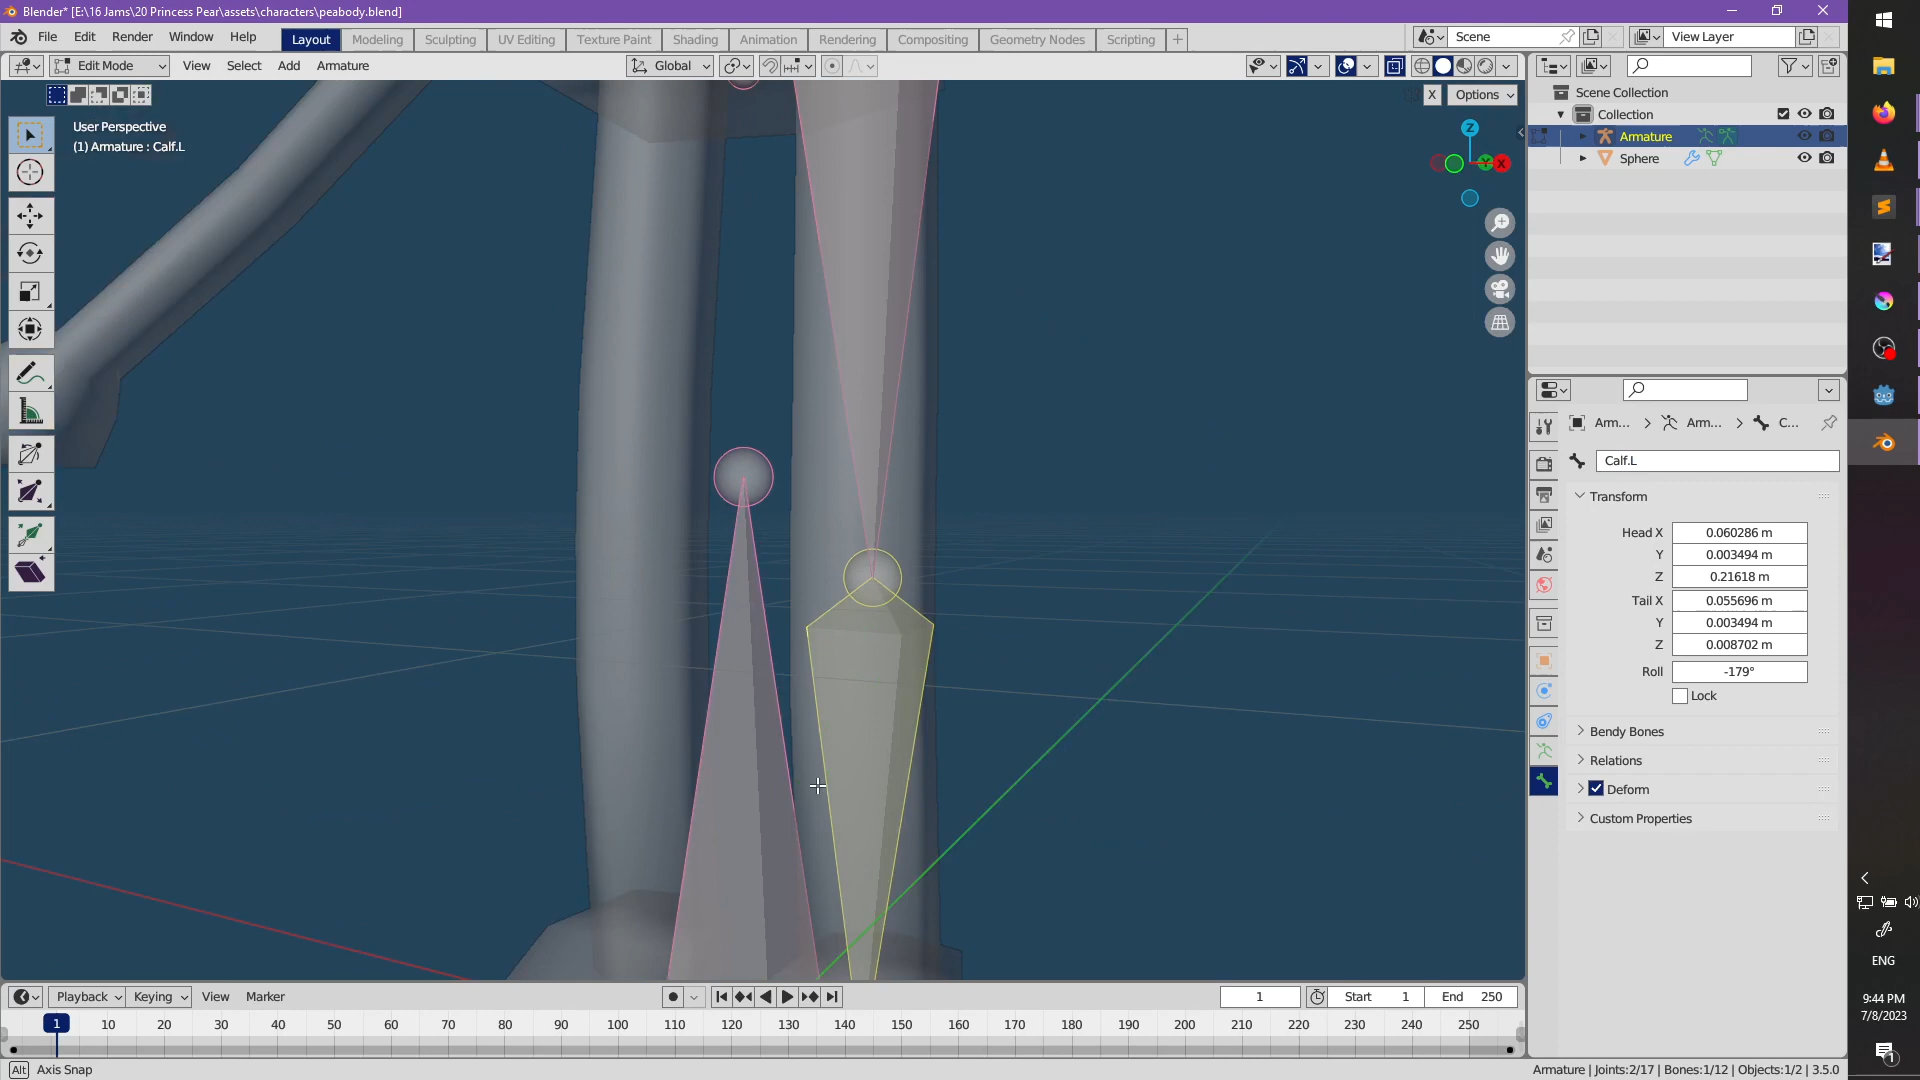 Blender* [E:\16 Jams\20 Princess Pear\assets\characters\peabody.blend]
File Edit Render Window Help Layout Modeling Sculpting UV Editing Texture Paint Shading Animation Rendering Compositing Geometry Nodes Scripting + Scene View Layer
Edit Mode View Select Add Armature Global
X Options
User Perspective
(1) Armature : Calf.L
Z
Y
X
Scene Collection
Collection
Armature
Sphere
Arm... Arm... C...
Calf.L
Transform
Head X 0.060286 m
Y 0.003494 m
Z 0.21618 m
Tail X 0.055696 m
Y 0.003494 m
Z 0.008702 m
Roll -179°
Lock
Bendy Bones
Relations
Deform
Custom Properties
Playback Keying View Marker 1 Start 1 End 250
1 10 20 30 40 50 60 70 80 90 100 110 120 130 140 150 160 170 180 190 200 210 220 230 240 250
Alt Axis Snap
Armature | Joints:2/17 | Bones:1/12 | Objects:1/2 | 3.5.0
ENG
9:44 PM
7/8/2023
1